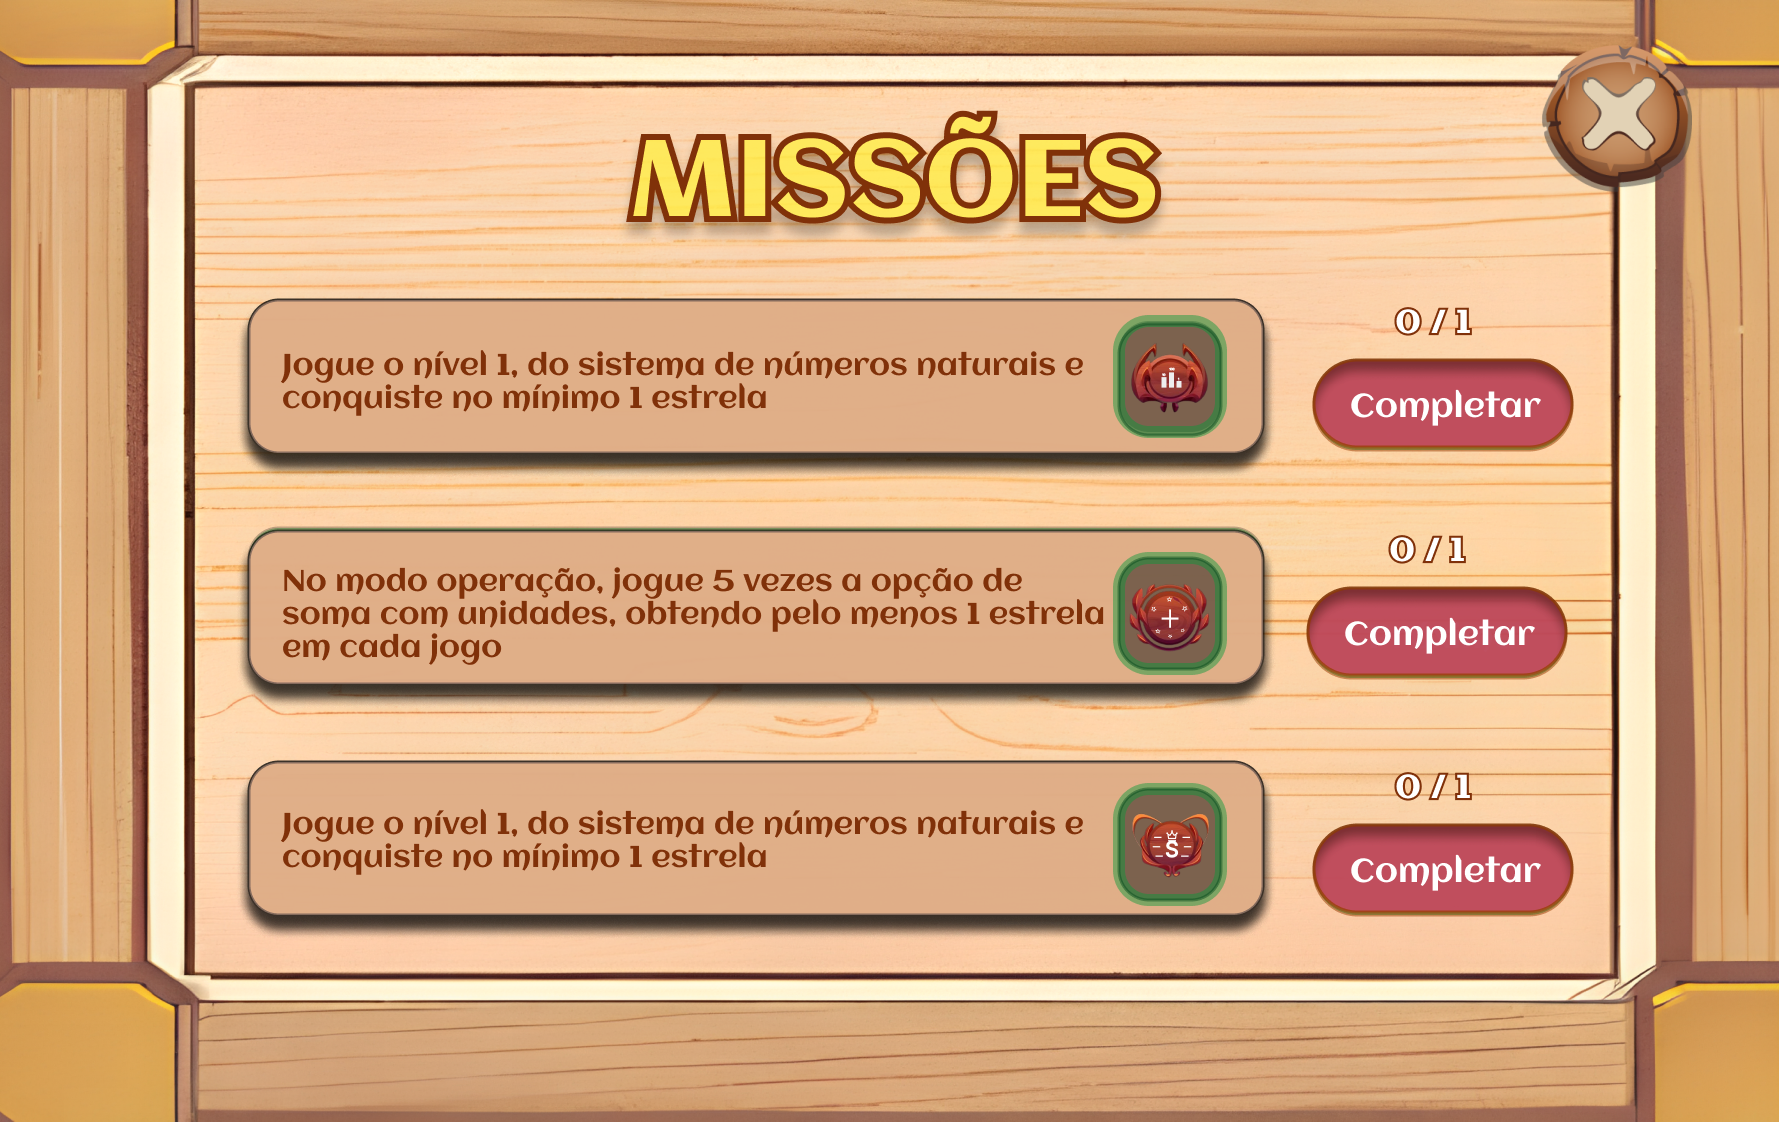 MISSÕES
Jogue o nível 1, do sistema de números naturais e
conquiste no mínimo 1 estrela
0 / 1
Completar
No modo operação, jogue 5 vezes a opção de
soma com unidades, obtendo pelo menos 1 estrela
em cada jogo
0 / 1
Completar
Jogue o nível 1, do sistema de números naturais e
conquiste no mínimo 1 estrela
S
0 / 1
Completar